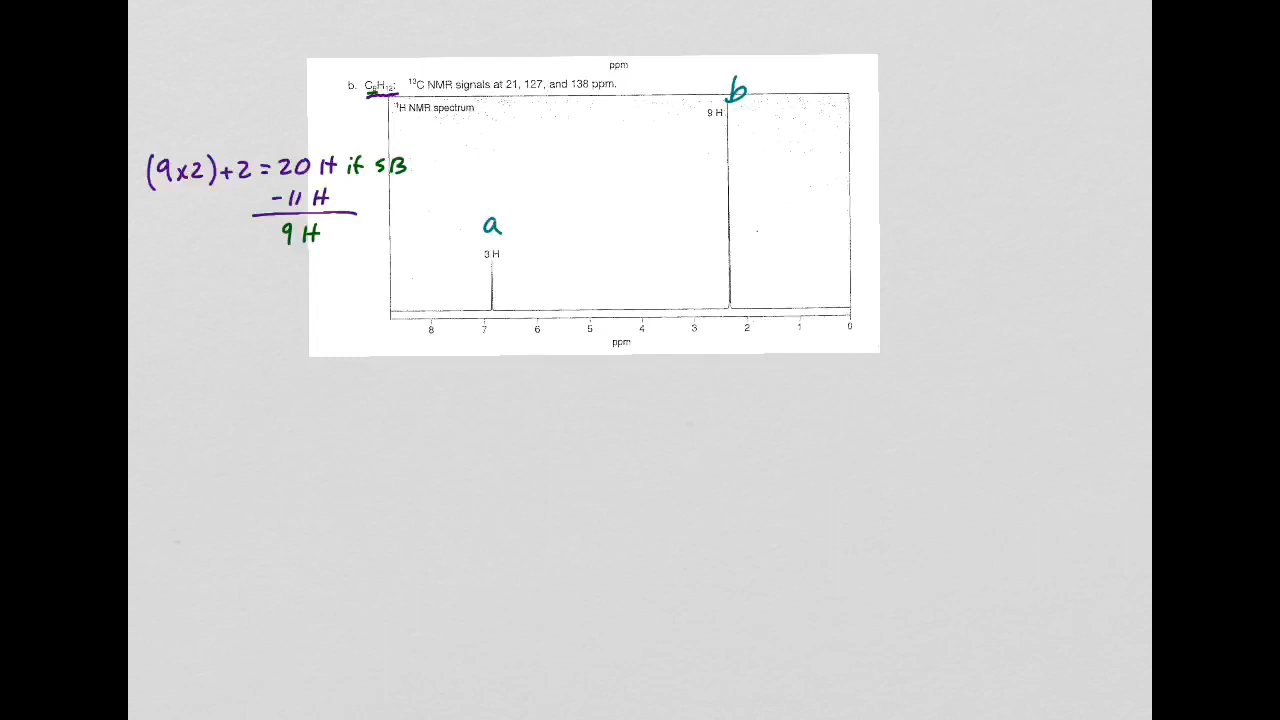 ppm
b. C₉H₁₂: ¹³C NMR signals at 21, 127, and 138 ppm.
b
¹H NMR spectrum
9 H
(9x2)+2 = 20 H if SB
-11 H
9 H
a
3 H
8 7 6 5 4 3 2 1 0
ppm